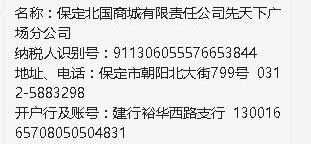 名称：保定北国商城有限责任公司先天下广
场分公司
纳税人识别号：911306055576653844
地址、电话：保定市朝阳北大街799号 031
2-5883298
开户行及账号：建行裕华西路支行 130016
65708050504831